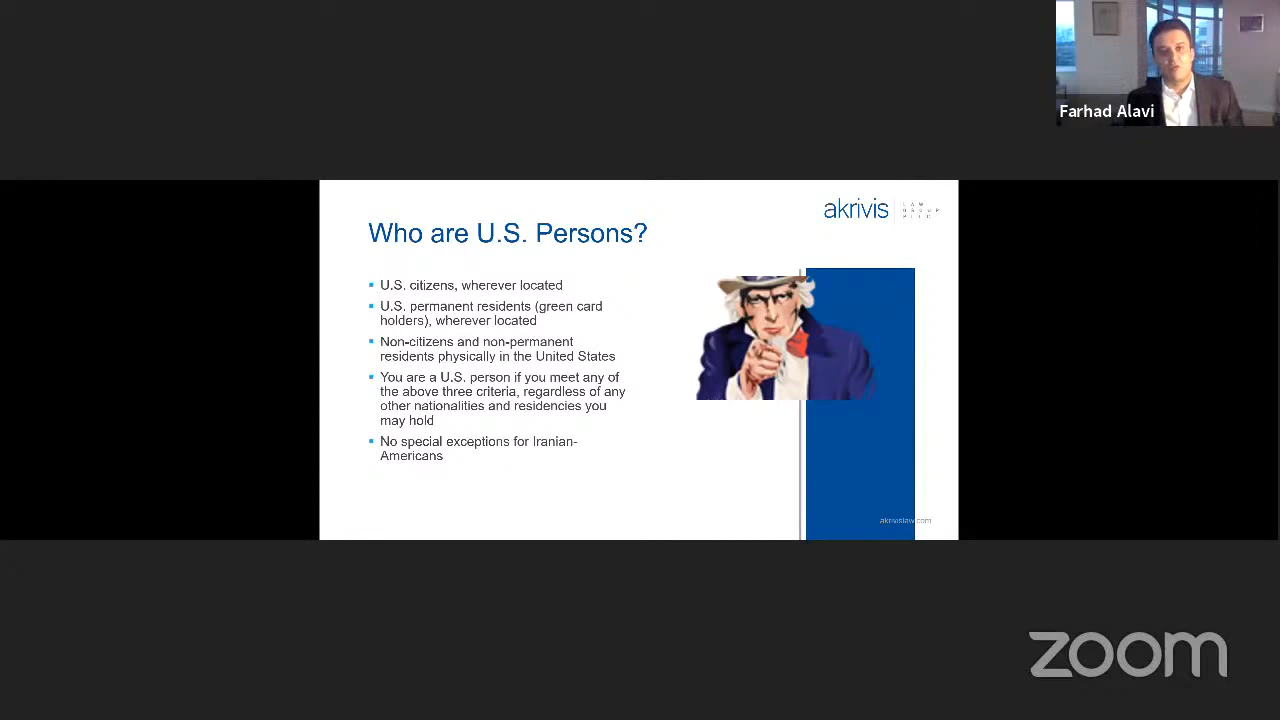 Farhad Alavi
akrivis
LAW
GROUP
PLLC
Who are U.S. Persons?
U.S. citizens, wherever located
U.S. permanent residents (green card
holders), wherever located
Non-citizens and non-permanent
residents physically in the United States
You are a U.S. person if you meet any of
the above three criteria, regardless of any
other nationalities and residencies you
may hold
No special exceptions for Iranian-
Americans
akrivislaw.com
zoom